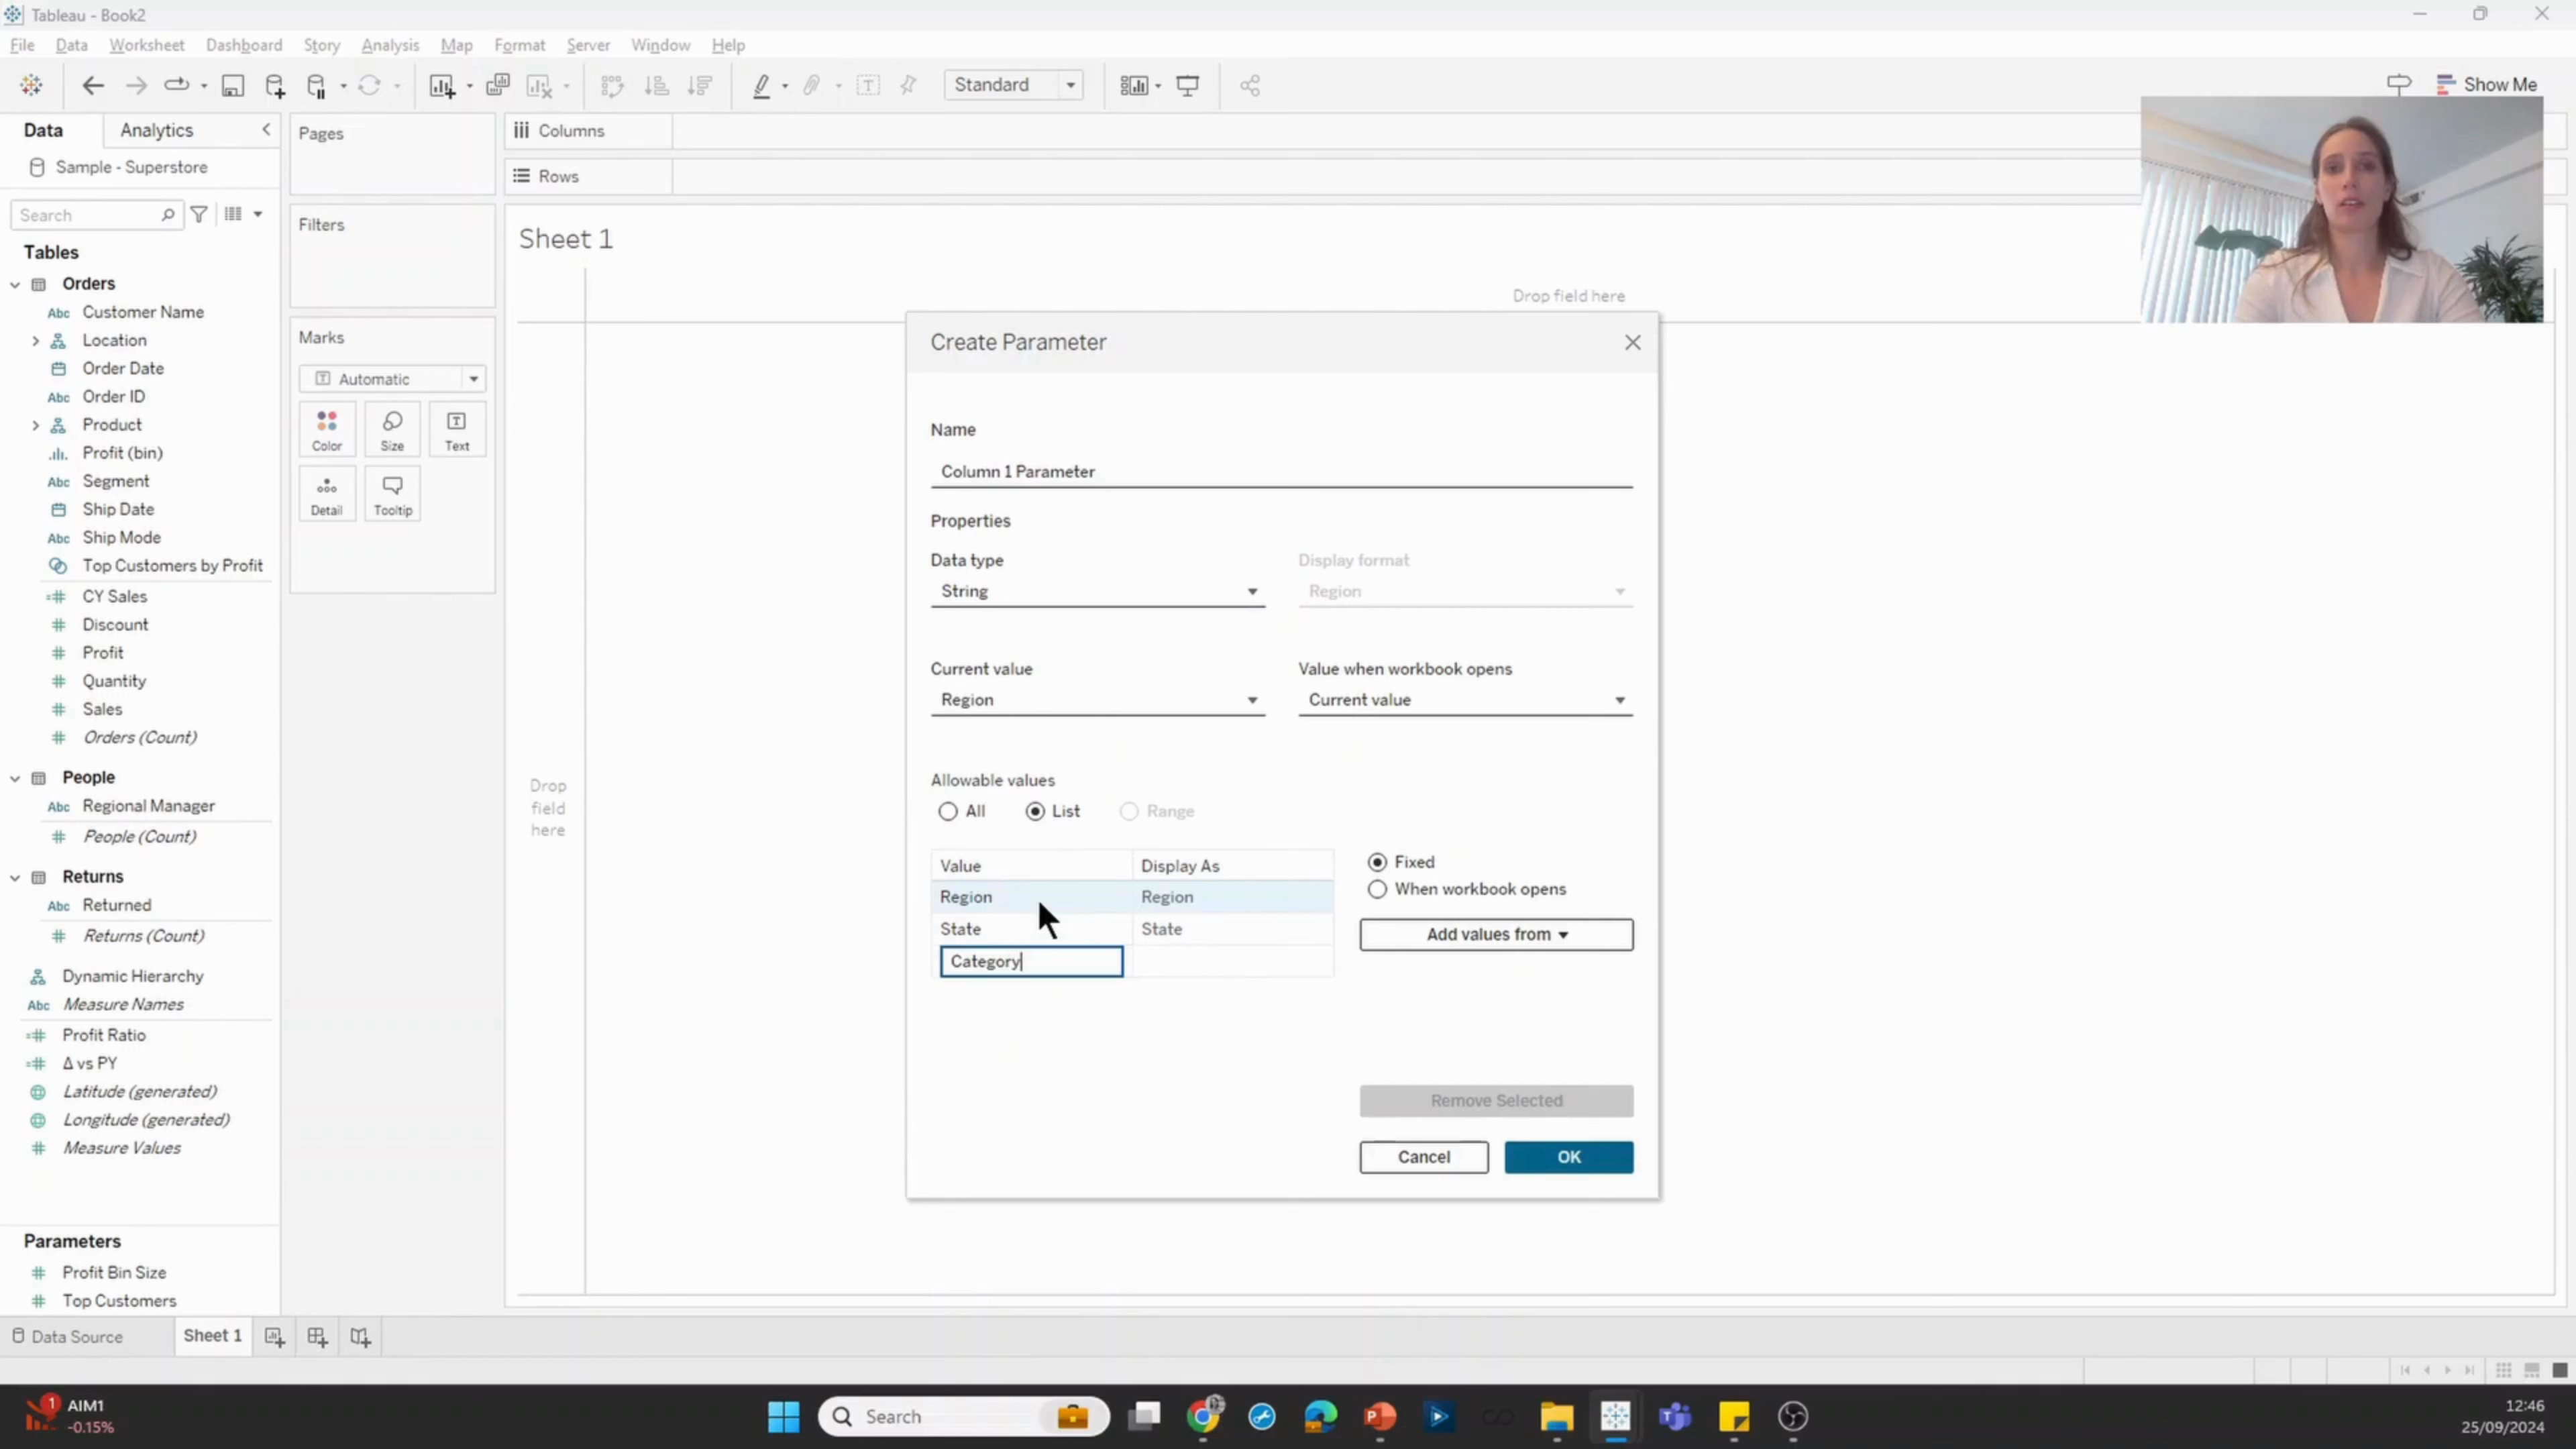 Tableau - Book2
File Data Worksheet Dashboard Story Analysis Map Format Server Window Help
Standard
Show Me
Data
Analytics
Sample - Superstore
Search
Tables
Orders
Customer Name
Location
Order Date
Order ID
Product
Profit (bin)
Segment
Ship Date
Ship Mode
Top Customers by Profit
CY Sales
Discount
Profit
Quantity
Sales
Orders (Count)
People
Regional Manager
People (Count)
Returns
Returned
Returns (Count)
Dynamic Hierarchy
Measure Names
Profit Ratio
Δ vs PY
Latitude (generated)
Longitude (generated)
Measure Values
Parameters
Profit Bin Size
Top Customers
Pages
Filters
Marks
Automatic
Color Size Text
Detail Tooltip
Columns
Rows
Sheet 1
Drop field here
Drop
field
here
Create Parameter
Name
Column 1 Parameter
Properties
Data type Display format
String Region
Current value Value when workbook opens
Region Current value
Allowable values
All List Range
Value Display As
Region Region
State State
Category
Fixed
When workbook opens
Add values from
Remove Selected
Cancel OK
Data Source Sheet 1
1
AIM1
-0.15%
Search
12:46
25/09/2024